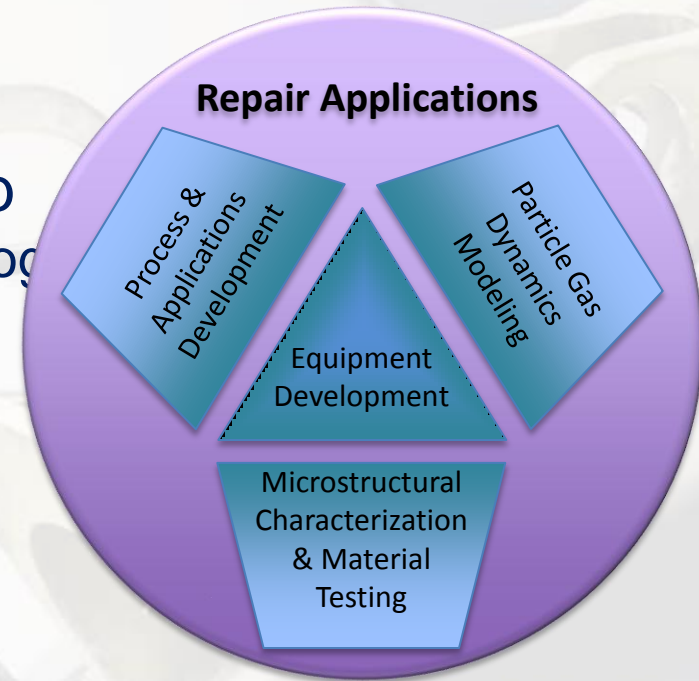 Repair Applications
Process &
Applications
Development
Particle Gas
Dynamics
Modeling
Equipment
Development
Microstructural
Characterization
& Material
Testing